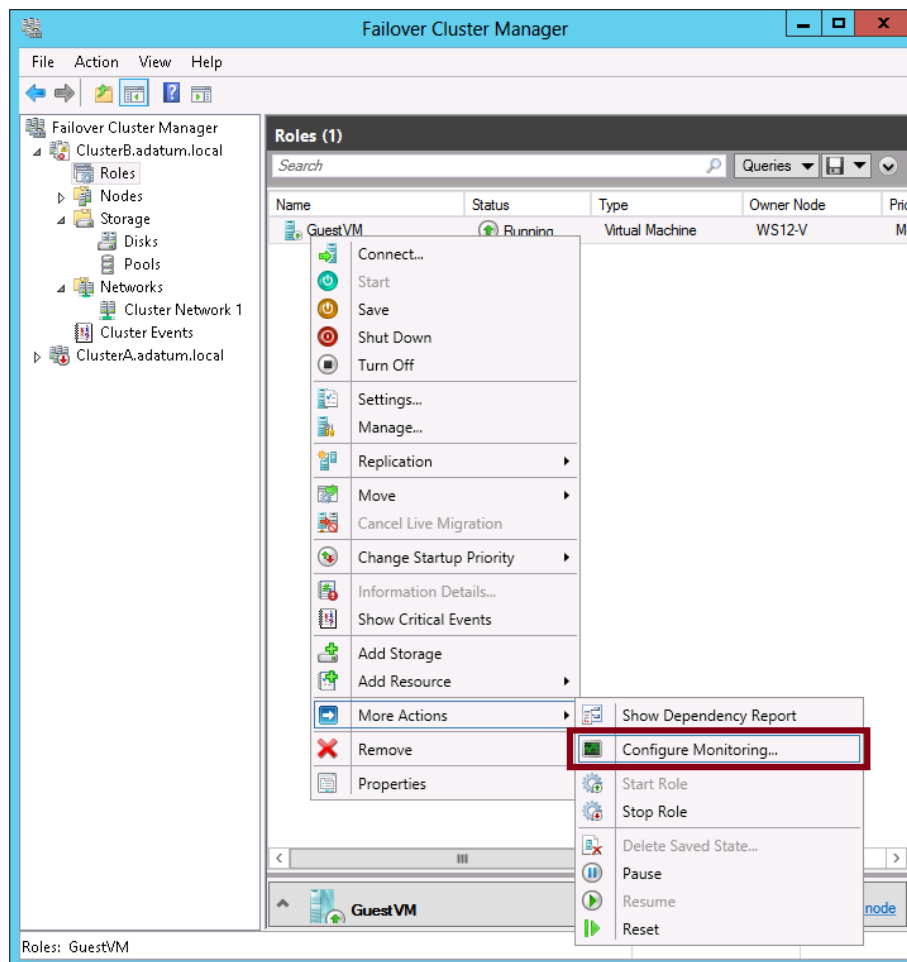 Failover Cluster Manager
File Action View Help
Failover Cluster Manager
ClusterB.adatum.local
Roles
Nodes
Storage
Disks
Pools
Networks
Cluster Network 1
Cluster Events
ClusterA.adatum.local
Roles (1)
Search Queries
Name Status Type Owner Node Prio
GuestVM Running Virtual Machine WS12-V M
Connect...
Start
Save
Shut Down
Turn Off
Settings...
Manage...
Replication
Move
Cancel Live Migration
Change Startup Priority
Information Details...
Show Critical Events
Add Storage
Add Resource
More Actions
Remove
Properties
Show Dependency Report
Configure Monitoring...
Start Role
Stop Role
Delete Saved State...
Pause
Resume
Reset
GuestVM
node
Roles: GuestVM